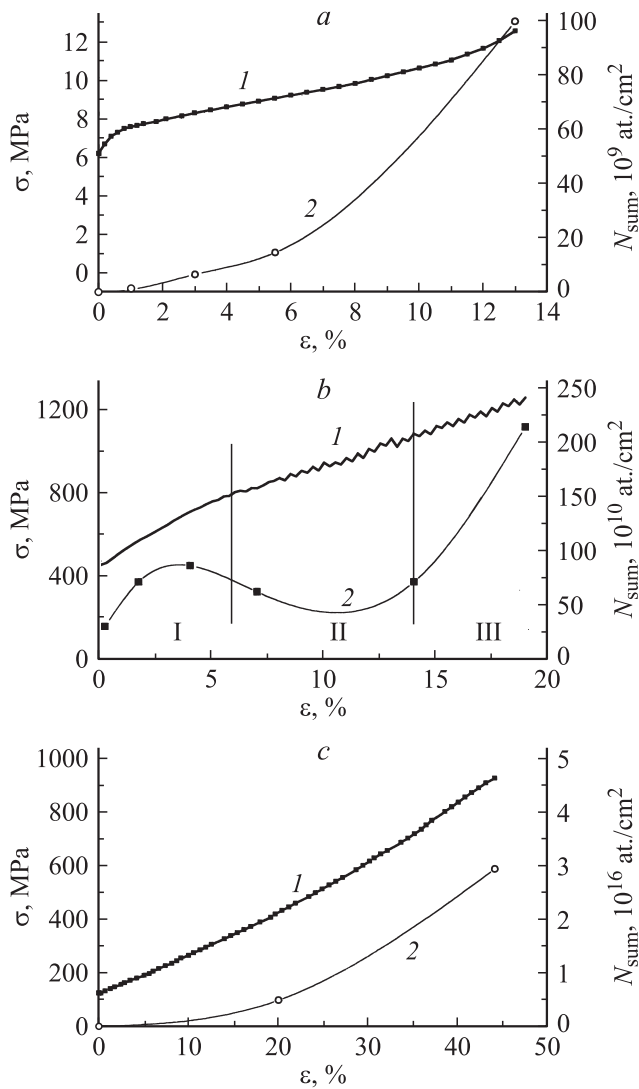 a
12
10
8
6
4
2
0
σ, MPa
1
2
100
80
60
40
20
0
N_sum, 10^9 at./cm^2
0 2 4 6 8 10 12 14
ε, %
b
1200
800
400
0
σ, MPa
1
2
I II III
250
200
150
100
50
0
N_sum, 10^10 at./cm^2
0 5 10 15 20
ε, %
c
1000
800
600
400
200
0
σ, MPa
1
2
5
4
3
2
1
0
N_sum, 10^16 at./cm^2
0 10 20 30 40 50
ε, %